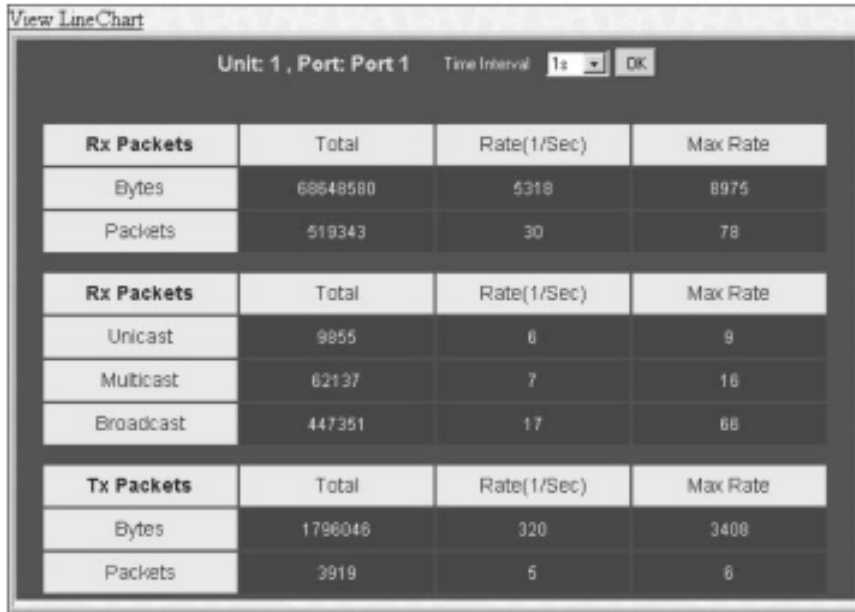 View LineChart
Unit: 1 , Port: Port 1 Time Interval 1s OK
Rx Packets Total Rate(1/Sec) Max Rate
Bytes 68648580 5318 8975
Packets 519343 30 78
Rx Packets Total Rate(1/Sec) Max Rate
Unicast 9855 6 9
Multicast 62137 7 16
Broadcast 447351 17 66
Tx Packets Total Rate(1/Sec) Max Rate
Bytes 1796046 320 3408
Packets 3919 5 6